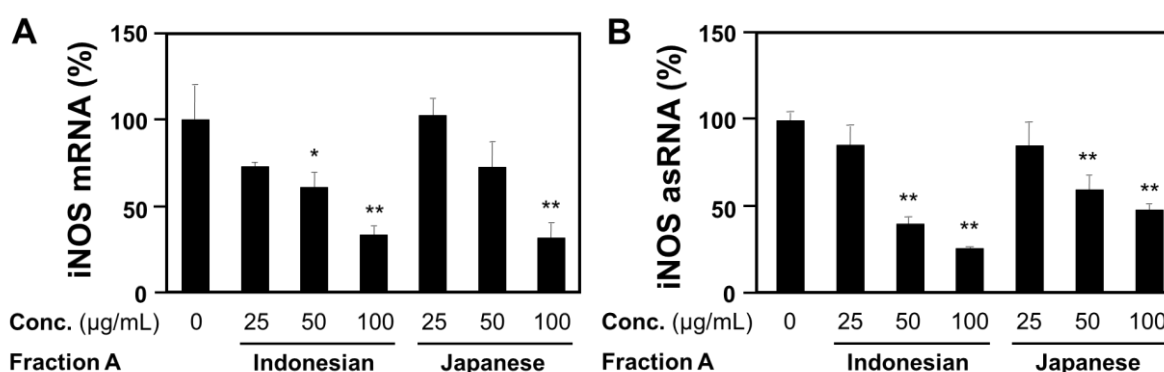 A
iNOS mRNA (%)
150
100
50
0
*
**
**
Conc. (µg/mL) 0 25 50 100 25 50 100
Fraction A Indonesian Japanese
B
iNOS asRNA (%)
150
100
50
0
**
**
**
**
Conc. (µg/mL) 0 25 50 100 25 50 100
Fraction A Indonesian Japanese